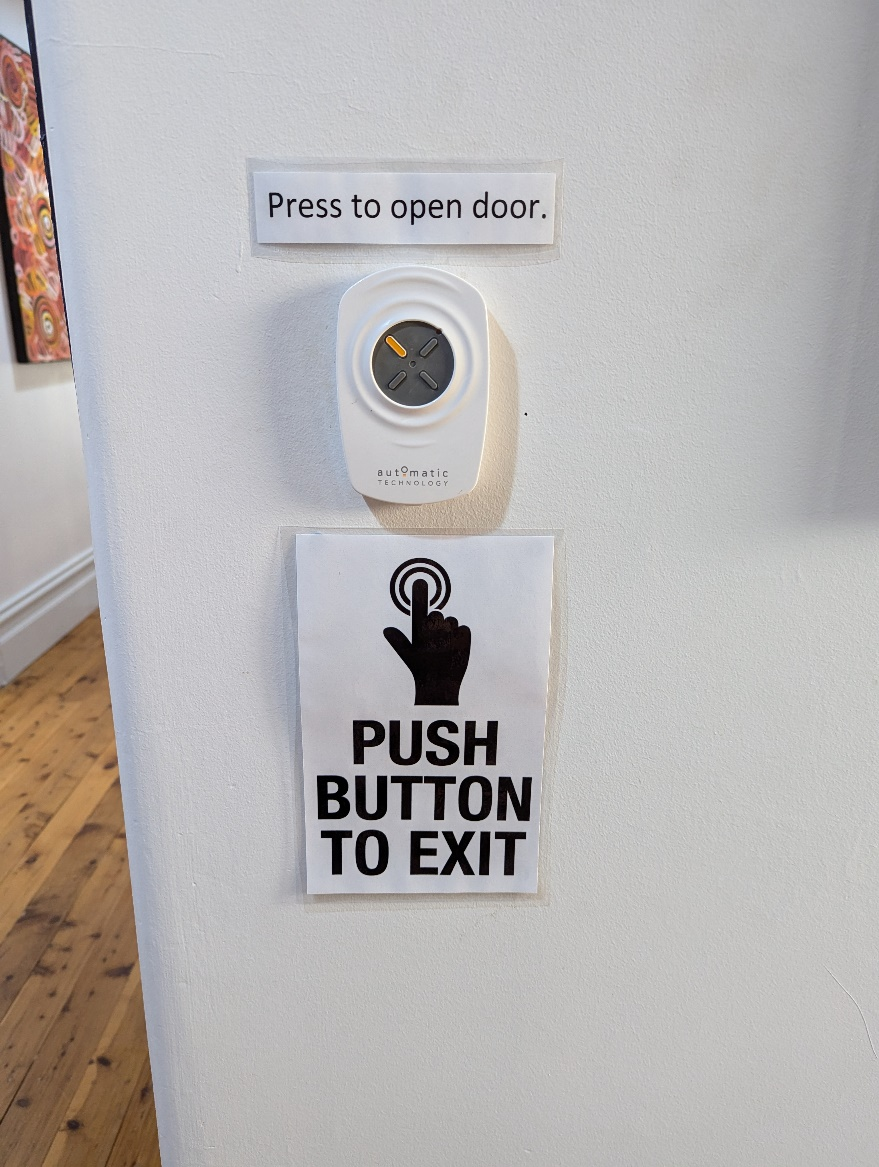 Press to open door.
automatic
TECHNOLOGY
PUSH
BUTTON
TO EXIT